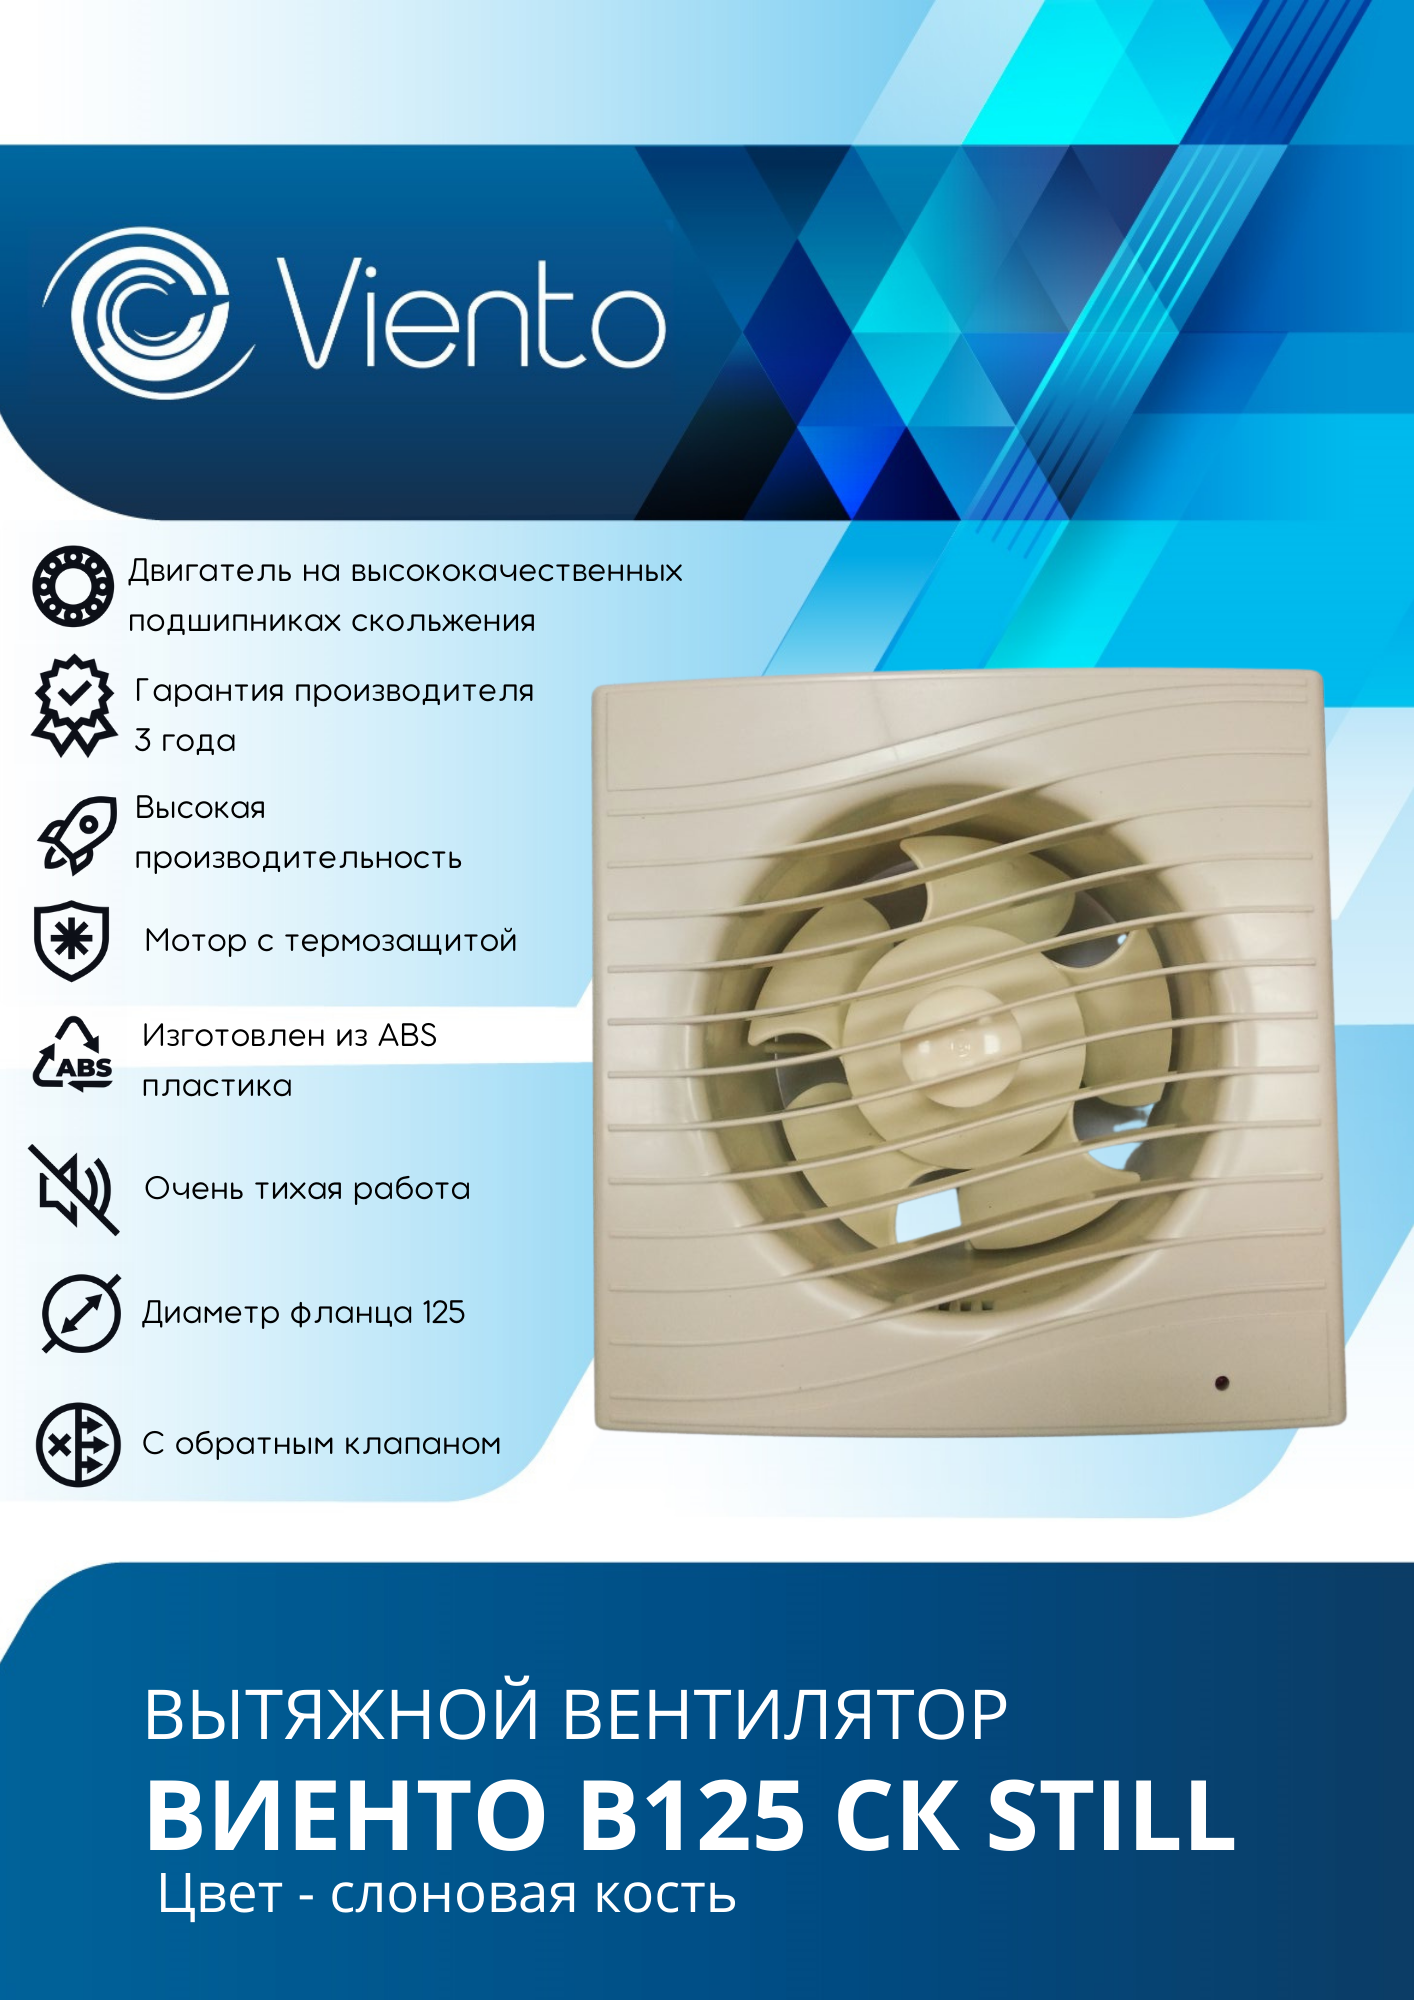 Viento
Двигатель на высококачественных
подшипниках скольжения
Гарантия производителя
3 года
Высокая
производительность
Мотор с термозащитой
Изготовлен из ABS
пластика
ABS
Очень тихая работа
Диаметр фланца 125
С обратным клапаном
ВЫТЯЖНОЙ ВЕНТИЛЯТОР
ВИЕНТО В125 СК STILL
Цвет - слоновая кость